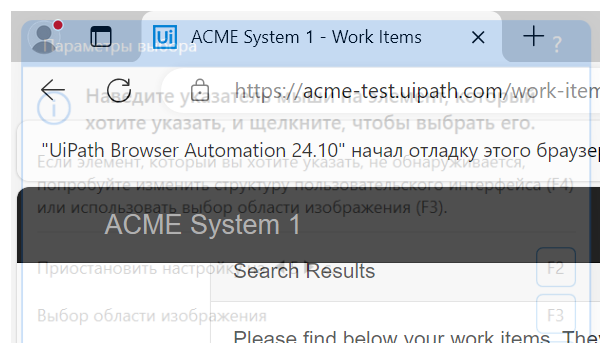 ACME System 1 - Work Items
Параметры выбора
?
https://acme-test.uipath.com/work-item
Наведите указатель мыши на элемент, который
хотите указать, и щелкните, чтобы выбрать его.
"UiPath Browser Automation 24.10" начал отладку этого браузер
Если элемент, который вы хотите указать, не обнаруживается,
попробуйте изменить структуру пользовательского интерфейса (F4)
или использовать выбор области изображения (F3).
ACME System 1
Приостановить настройку на
F2
Search Results
Выбор области изображения
F3
Please find below your work items. They